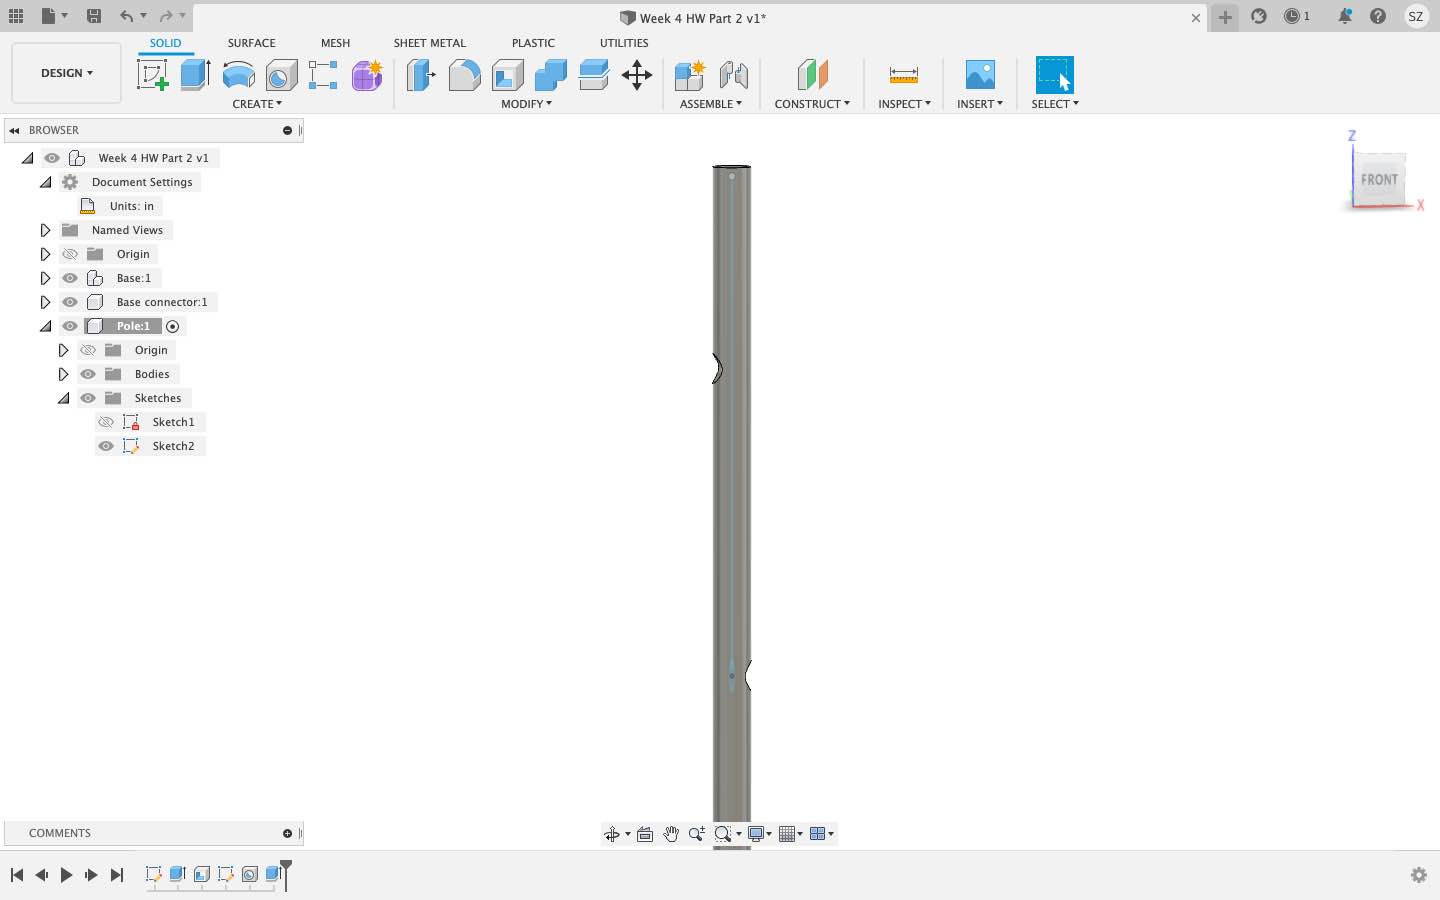 Week 4 HW Part 2 v1*
1
SZ
SOLID SURFACE MESH SHEET METAL PLASTIC UTILITIES
DESIGN
CREATE MODIFY ASSEMBLE CONSTRUCT INSPECT INSERT SELECT
BROWSER
Week 4 HW Part 2 v1
Document Settings
Units: in
Named Views
Origin
Base:1
Base connector:1
Pole:1
Origin
Bodies
Sketches
Sketch1
Sketch2
Z
FRONT
X
COMMENTS